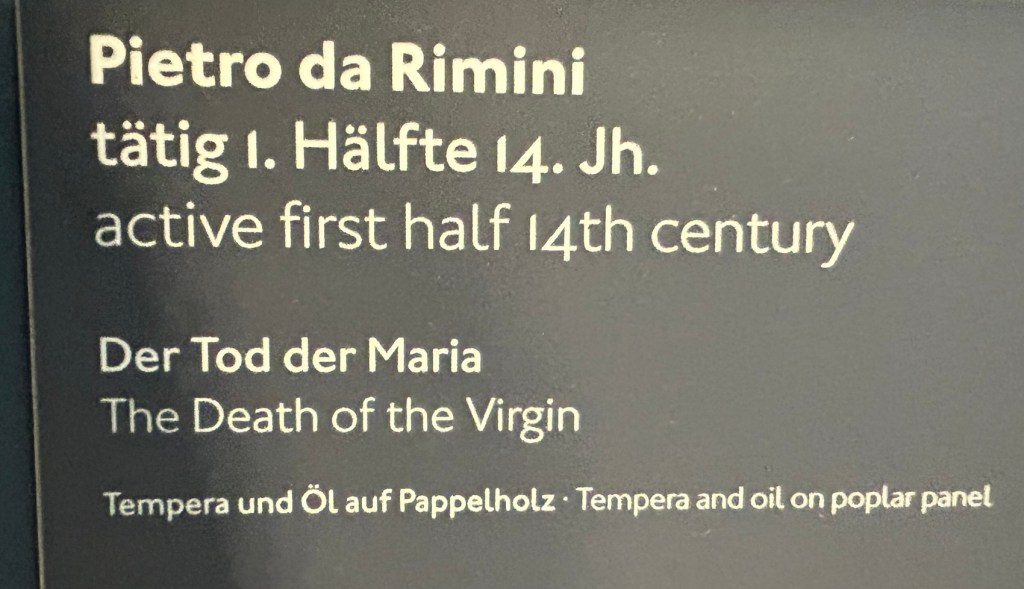 Pietro da Rimini
tätig 1. Hälfte 14. Jh.
active first half 14th century
Der Tod der Maria
The Death of the Virgin
Tempera und Öl auf Pappelholz · Tempera and oil on poplar panel